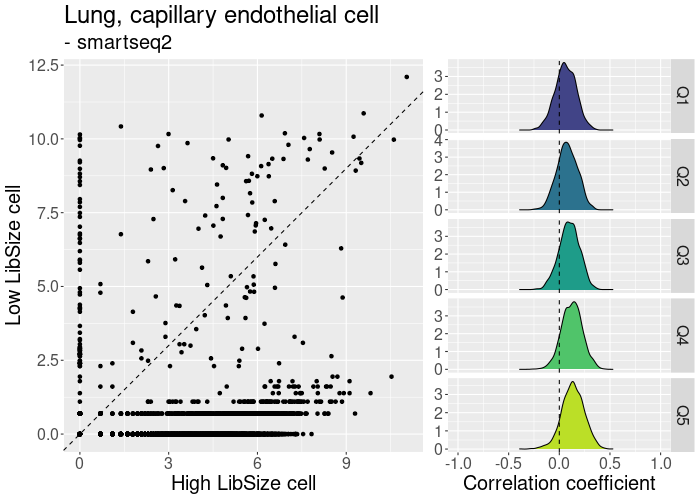 Lung, capillary endothelial cell
- smartseq2
Low LibSize cell
12.5
10.0
7.5
5.0
2.5
0.0
0 3 6 9
High LibSize cell
3
2
1
0
Q1
4
3
2
1
0
Q2
3
2
1
0
Q3
3
2
1
0
Q4
3
2
1
0
Q5
-1.0 -0.5 0.0 0.5 1.0
Correlation coefficient